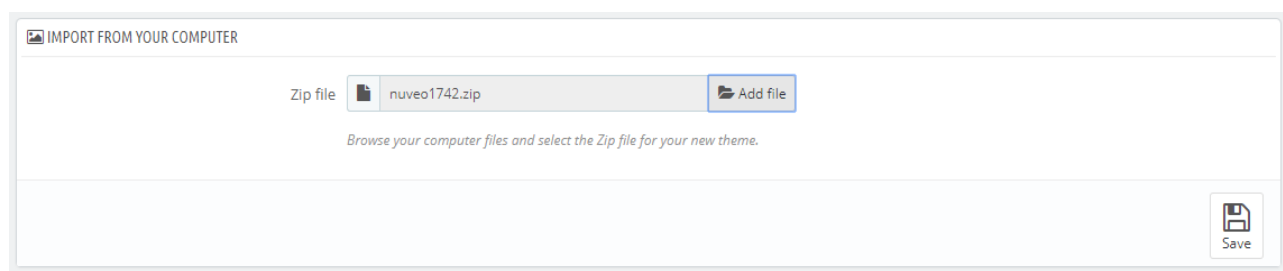 IMPORT FROM YOUR COMPUTER
Zip file nuveo1742.zip Add file
Browse your computer files and select the Zip file for your new theme.
Save